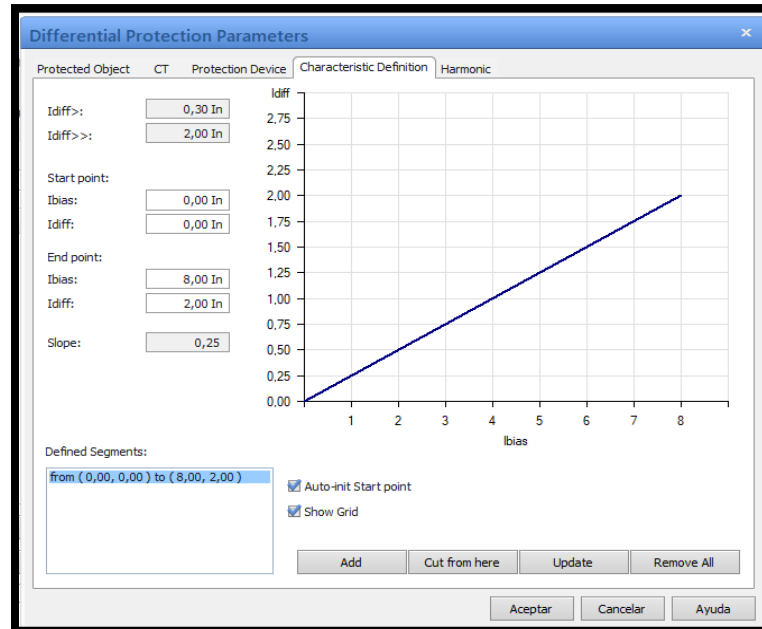 Differential Protection Parameters
Protected Object CT Protection Device Characteristic Definition Harmonic
Idiff>: 0,30 In
Idiff>>: 2,00 In
Start point:
Ibias: 0,00 In
Idiff: 0,00 In
End point:
Ibias: 8,00 In
Idiff: 2,00 In
Slope: 0,25
Idiff
2,75
2,50
2,25
2,00
1,75
1,50
1,25
1,00
0,75
0,50
0,25
0,00
1 2 3 4 5 6 7 8
Ibias
Defined Segments:
from ( 0,00, 0,00 ) to ( 8,00, 2,00 )
Auto-init Start point
Show Grid
Add Cut from here Update Remove All
Aceptar Cancelar Ayuda